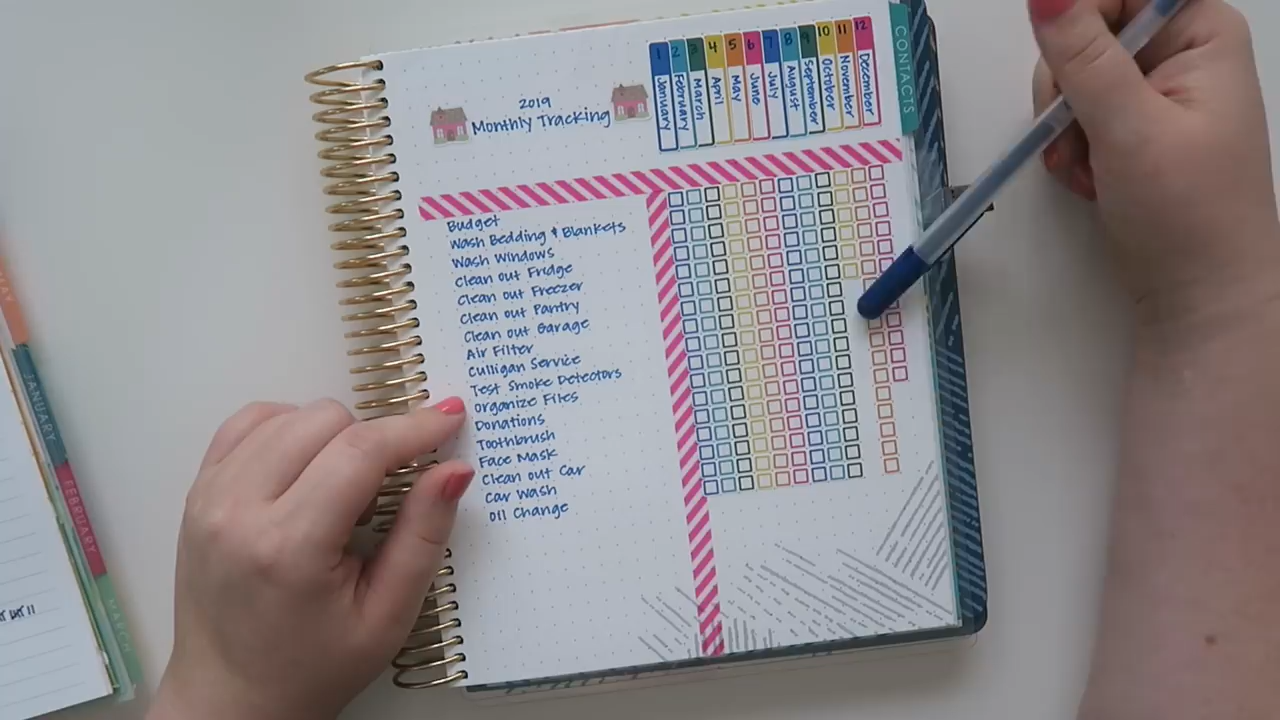 2019
Monthly Tracking
1 2 3 4 5 6 7 8 9 10 11 12
January
February
March
April
May
June
July
August
September
October
November
December
CONTACTS
Budget
Wash Bedding & Blankets
Wash Windows
Clean out Fridge
Clean out Freezer
Clean out Pantry
Clean out Garage
Air Filter
Culligan Service
Test Smoke Detectors
Organize Files
Donations
Toothbrush
Face Mask
Clean out Car
Car Wash
Oil Change
JANUARY
FEBRUARY
MARCH